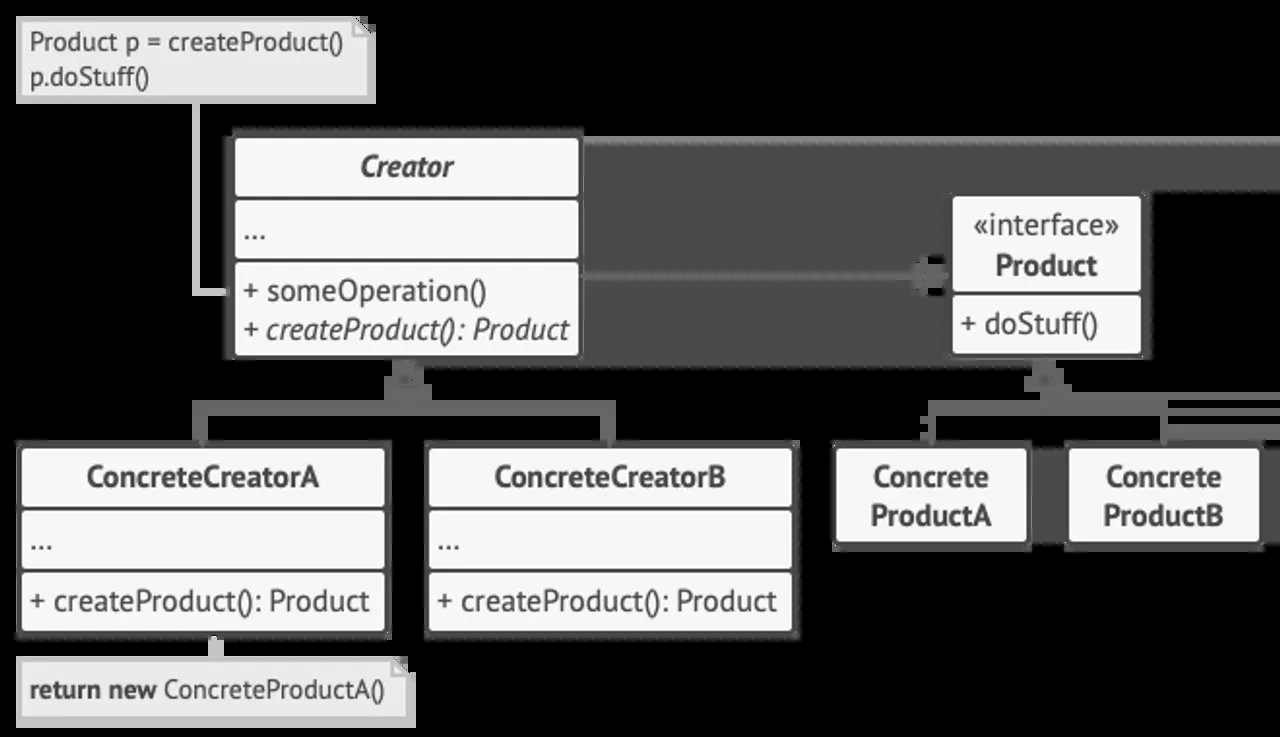 Product p = createProduct()
p.doStuff()
Creator
...
+ someOperation()
+ createProduct(): Product
«interface»
Product
+ doStuff()
ConcreteCreatorA
...
+ createProduct(): Product
ConcreteCreatorB
...
+ createProduct(): Product
Concrete
ProductA
Concrete
ProductB
return new ConcreteProductA()